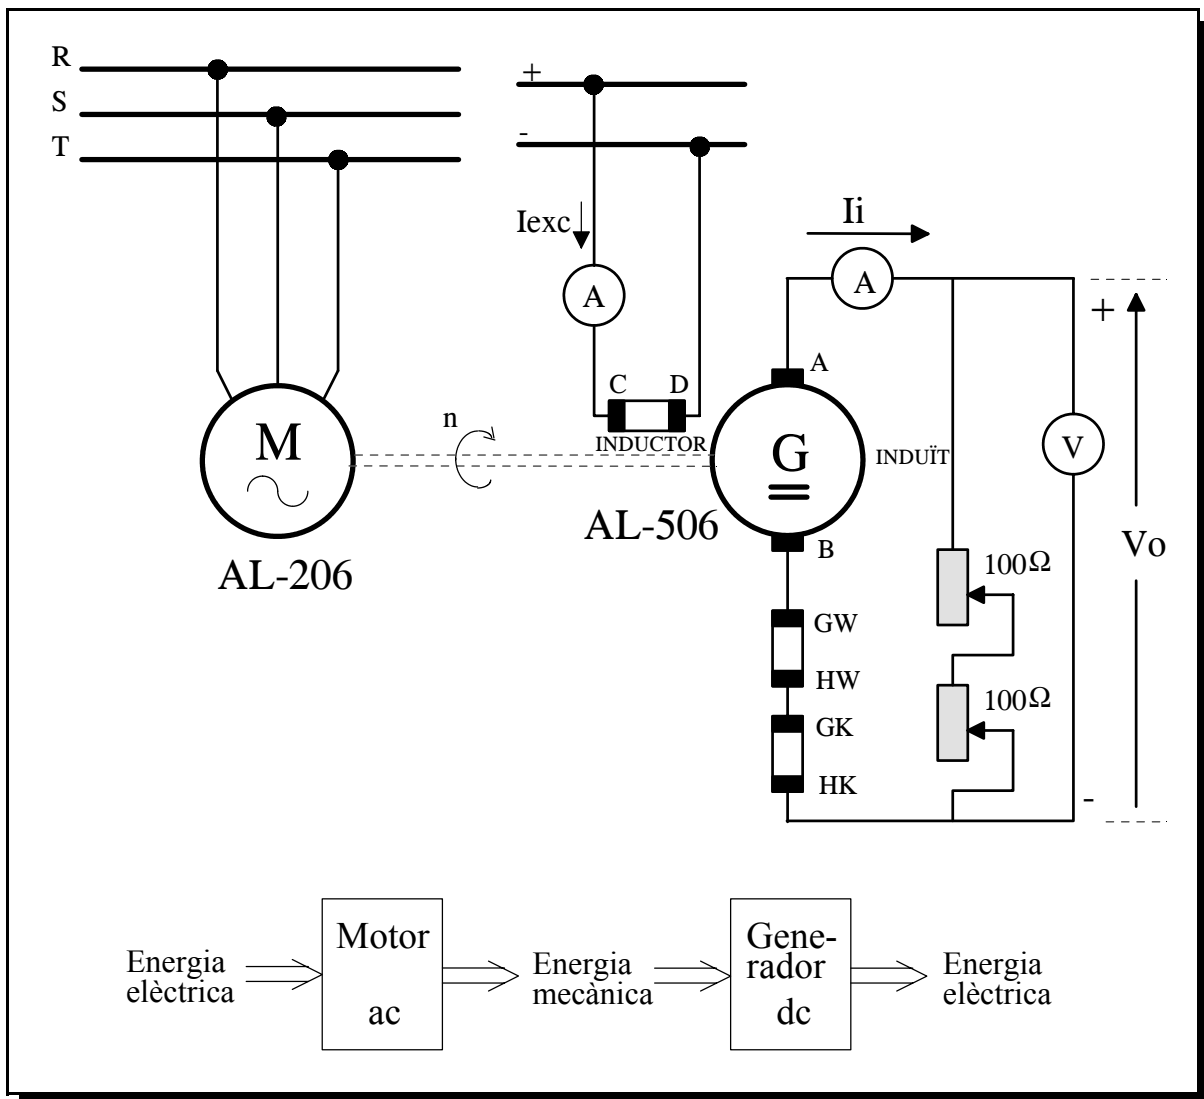 R
S
T
+
-
Iexc
A
Ii
A
+
A
C D
INDUCTOR
n
M
G
INDUÏT
V
AL-206
AL-506
B
Vo
100Ω
GW
HW
100Ω
GK
HK
-
Energia
elèctrica
Motor
ac
Energia
mecànica
Gene-
rador
dc
Energia
elèctrica